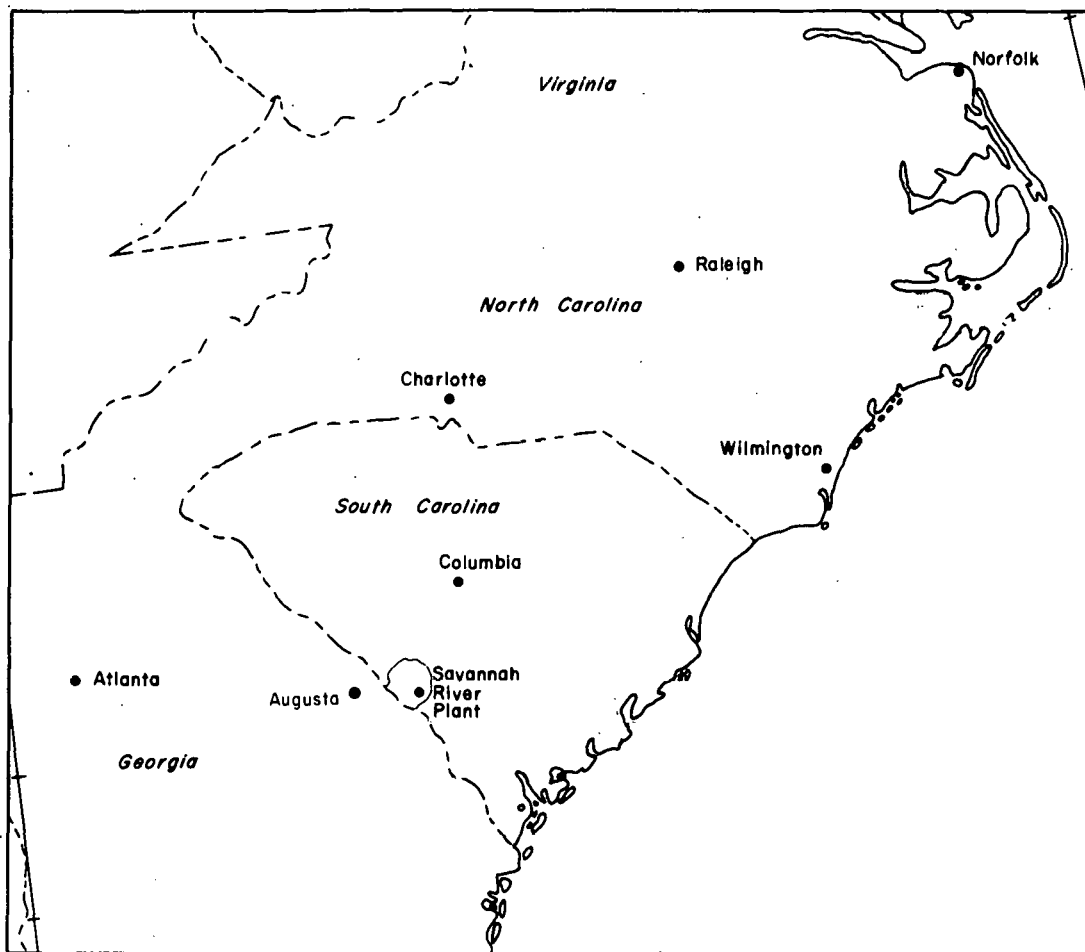 Norfolk
Virginia
Raleigh
North Carolina
Charlotte
Wilmington
South Carolina
Columbia
Atlanta
Augusta
Savannah
River
Plant
Georgia